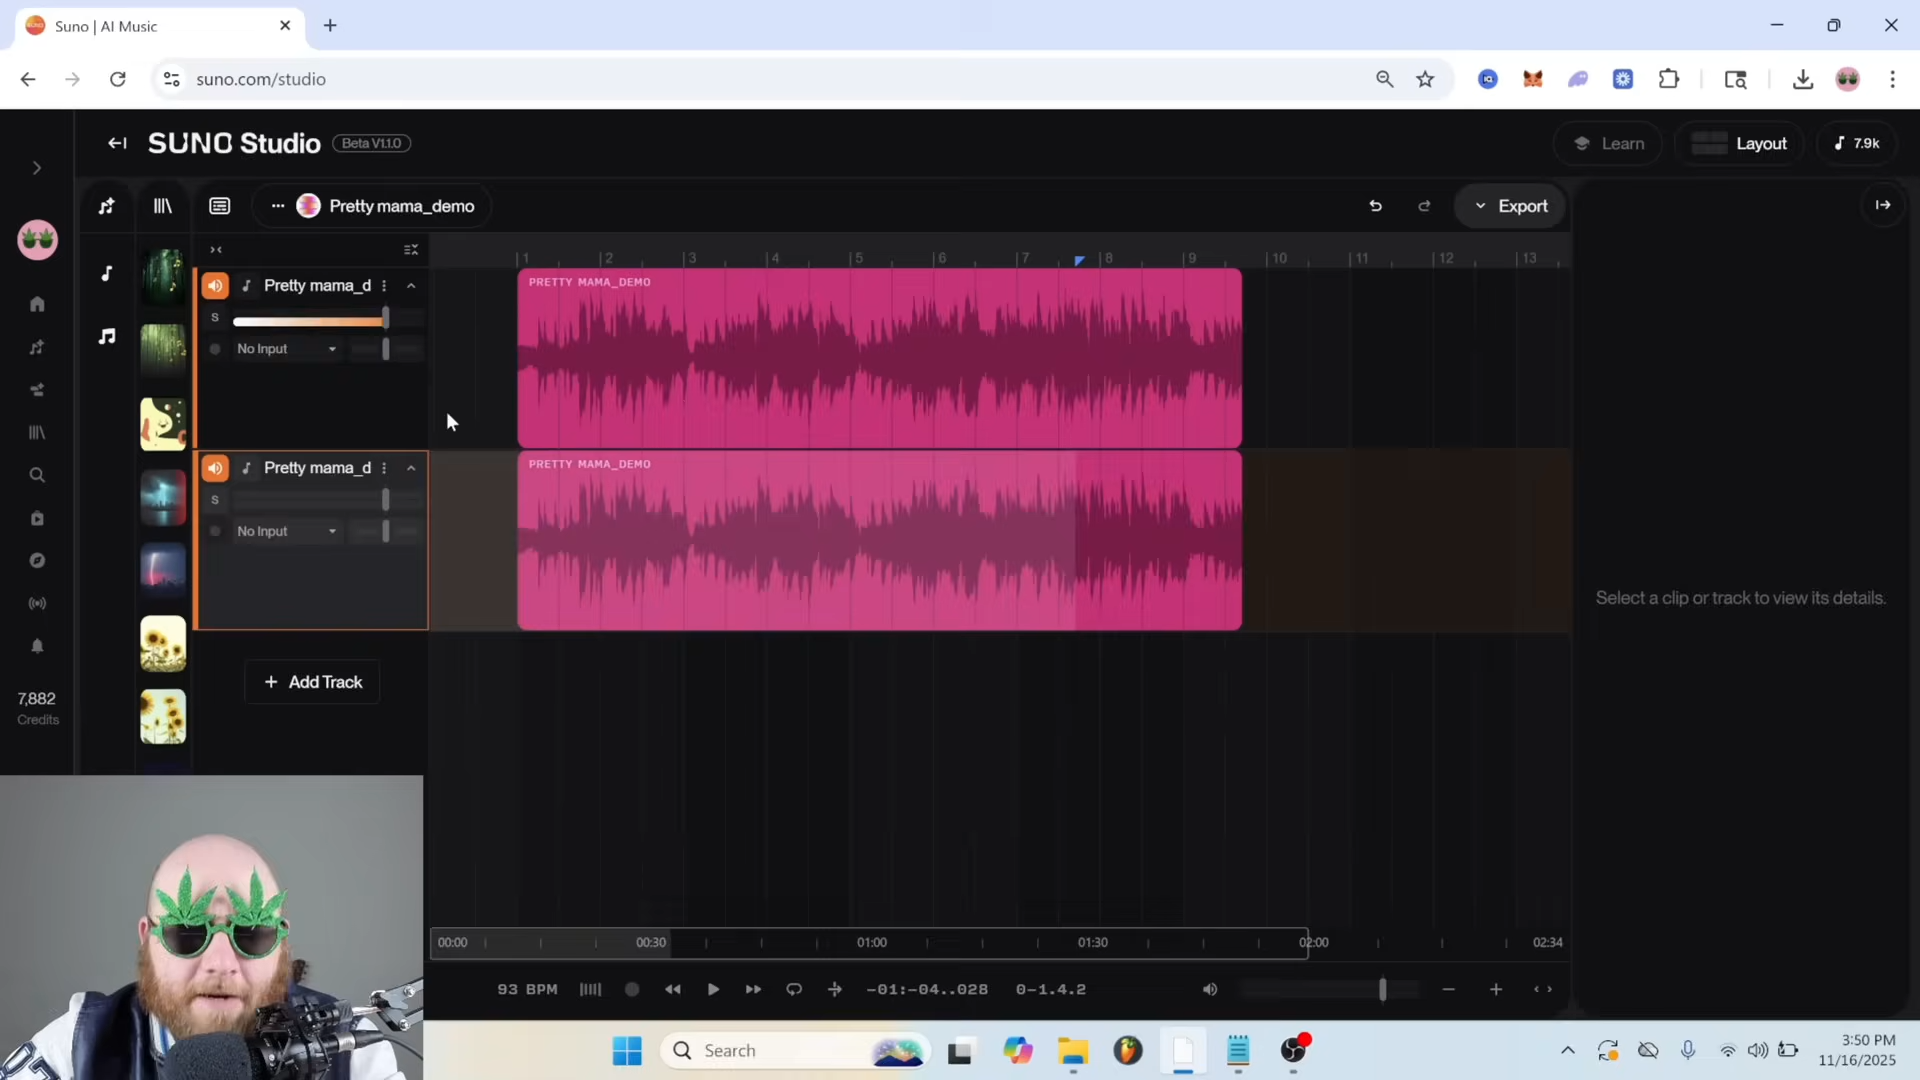 Suno | AI Music
suno.com/studio
SUNO Studio
Beta V1.1.0
Learn
Layout
7.9k
Pretty mama_demo
Export
1 2 3 4 5 6 7 8 9 10 11 12 13
Pretty mama_d
S
No Input
PRETTY MAMA_DEMO
Pretty mama_d
S
No Input
PRETTY MAMA_DEMO
Select a clip or track to view its details.
+ Add Track
7,882
Credits
00:00 00:30 01:00 01:30 02:00 02:34
93 BPM
-01:-04..028
0-1.4.2
Search
3:50 PM
11/16/2025